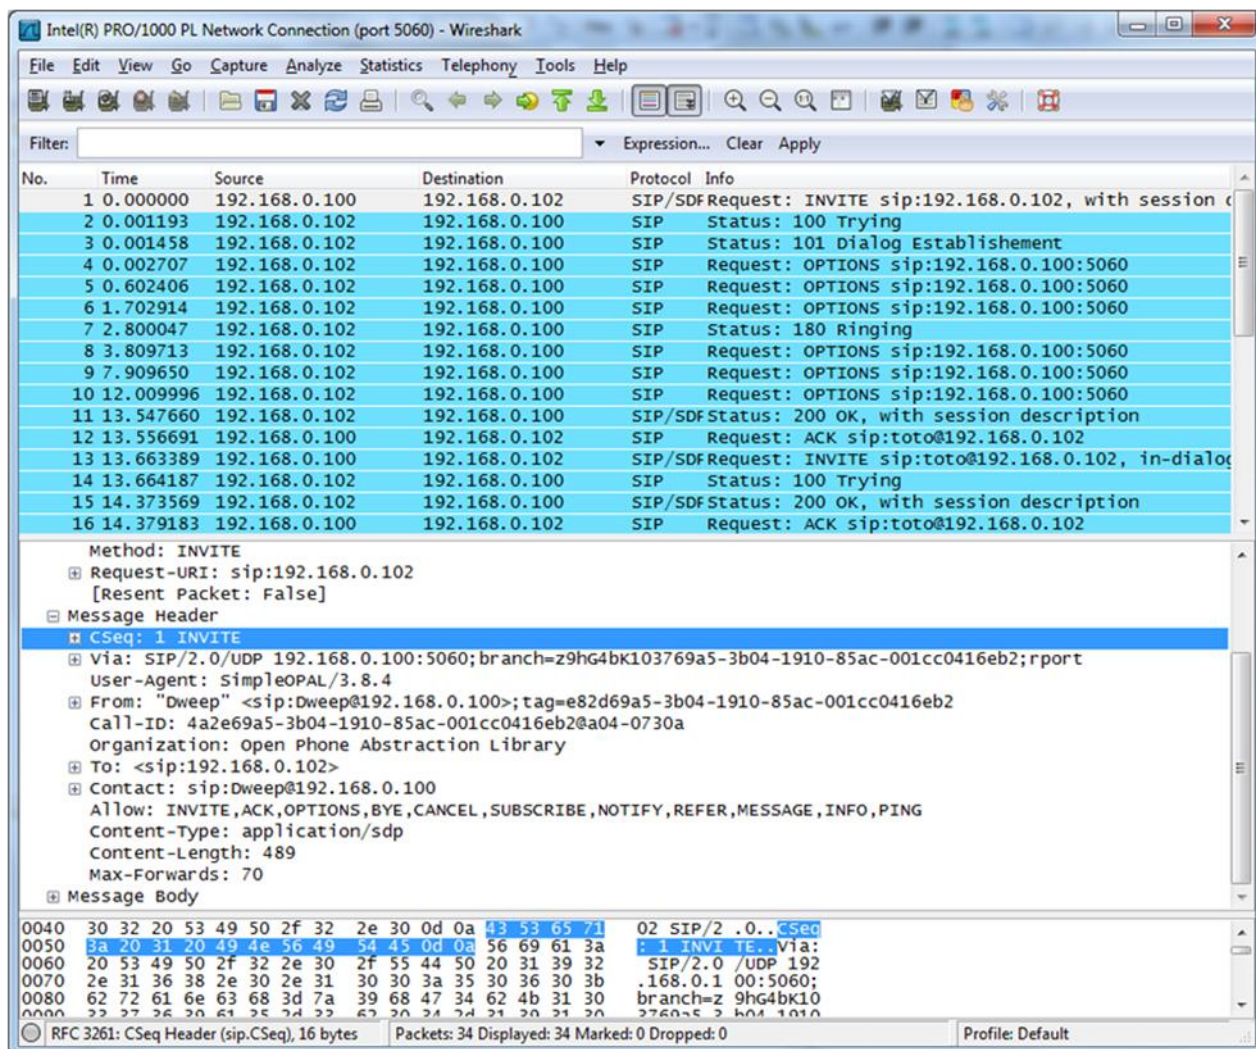 Intel(R) PRO/1000 PL Network Connection (port 5060) - Wireshark
File Edit View Go Capture Analyze Statistics Telephony Tools Help
Filter: Expression... Clear Apply
No. Time Source Destination Protocol Info
1 0.000000 192.168.0.100 192.168.0.102 SIP/SDF Request: INVITE sip:192.168.0.102, with session d
2 0.001193 192.168.0.102 192.168.0.100 SIP Status: 100 Trying
3 0.001458 192.168.0.102 192.168.0.100 SIP Status: 101 Dialog Establishement
4 0.002707 192.168.0.102 192.168.0.100 SIP Request: OPTIONS sip:192.168.0.100:5060
5 0.602406 192.168.0.102 192.168.0.100 SIP Request: OPTIONS sip:192.168.0.100:5060
6 1.702914 192.168.0.102 192.168.0.100 SIP Request: OPTIONS sip:192.168.0.100:5060
7 2.800047 192.168.0.102 192.168.0.100 SIP Status: 180 Ringing
8 3.809713 192.168.0.102 192.168.0.100 SIP Request: OPTIONS sip:192.168.0.100:5060
9 7.909650 192.168.0.102 192.168.0.100 SIP Request: OPTIONS sip:192.168.0.100:5060
10 12.009996 192.168.0.102 192.168.0.100 SIP Request: OPTIONS sip:192.168.0.100:5060
11 13.547660 192.168.0.102 192.168.0.100 SIP/SDF Status: 200 OK, with session description
12 13.556691 192.168.0.100 192.168.0.102 SIP Request: ACK sip:toto@192.168.0.102
13 13.663389 192.168.0.100 192.168.0.102 SIP/SDF Request: INVITE sip:toto@192.168.0.102, in-dialog
14 13.664187 192.168.0.102 192.168.0.100 SIP Status: 100 Trying
15 14.373569 192.168.0.102 192.168.0.100 SIP/SDF Status: 200 OK, with session description
16 14.379183 192.168.0.100 192.168.0.102 SIP Request: ACK sip:toto@192.168.0.102
Method: INVITE
Request-URI: sip:192.168.0.102
[Resent Packet: False]
Message Header
CSeq: 1 INVITE
Via: SIP/2.0/UDP 192.168.0.100:5060;branch=z9hG4bK103769a5-3b04-1910-85ac-001cc0416eb2;rport
User-Agent: SimpleOPAL/3.8.4
From: "Dweep" <sip:Dweep@192.168.0.100>;tag=e82d69a5-3b04-1910-85ac-001cc0416eb2
Call-ID: 4a2e69a5-3b04-1910-85ac-001cc0416eb2@a04-0730a
Organization: Open Phone Abstraction Library
To: <sip:192.168.0.102>
Contact: sip:Dweep@192.168.0.100
Allow: INVITE,ACK,OPTIONS,BYE,CANCEL,SUBSCRIBE,NOTIFY,REFER,MESSAGE,INFO,PING
Content-Type: application/sdp
Content-Length: 489
Max-Forwards: 70
Message Body
0040 30 32 20 53 49 50 2f 32 2e 30 0d 0a 43 53 65 71 02 SIP/2 .0..CSeq
0050 3a 20 31 20 49 4e 56 49 54 45 0d 0a 56 69 61 3a : 1 INVI TE..Via:
0060 20 53 49 50 2f 32 2e 30 2f 55 44 50 20 31 39 32 SIP/2.0 /UDP 192
0070 2e 31 36 38 2e 30 2e 31 30 30 3a 35 30 36 30 3b .168.0.1 00:5060;
0080 62 72 61 6e 63 68 3d 7a 39 68 47 34 62 4b 31 30 branch=z 9hG4bK10
0090 33 37 36 39 61 35 2d 33 62 30 34 2d 31 39 31 30 3769a5-3 b04-1910
RFC 3261: CSeq Header (sip.CSeq), 16 bytes Packets: 34 Displayed: 34 Marked: 0 Dropped: 0 Profile: Default